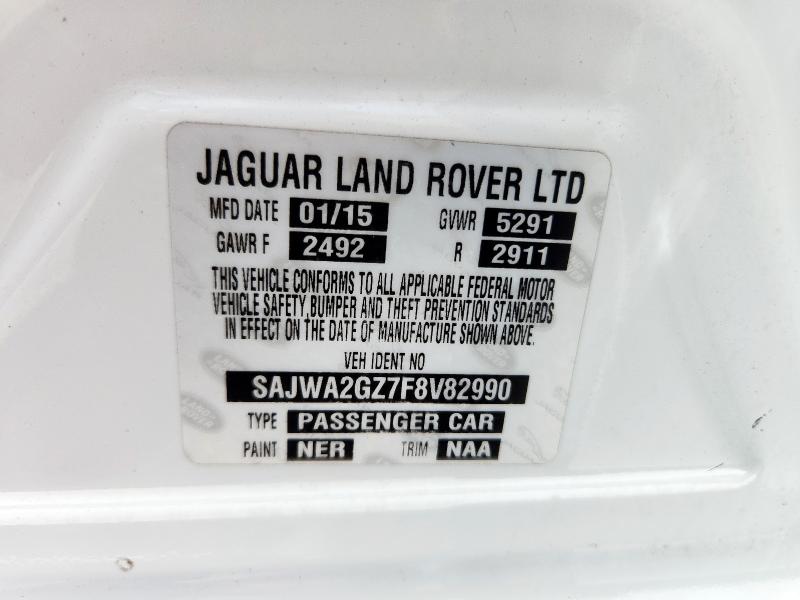 JAGUAR LAND ROVER LTD
MFD DATE 01/15 GVWR 5291
GAWR F 2492 R 2911
THIS VEHICLE CONFORMS TO ALL APPLICABLE FEDERAL MOTOR
VEHICLE SAFETY, BUMPER AND THEFT PREVENTION STANDARDS
IN EFFECT ON THE DATE OF MANUFACTURE SHOWN ABOVE.
VEH IDENT NO
SAJWA2GZ7F8V82990
TYPE PASSENGER CAR
PAINT NER TRIM NAA